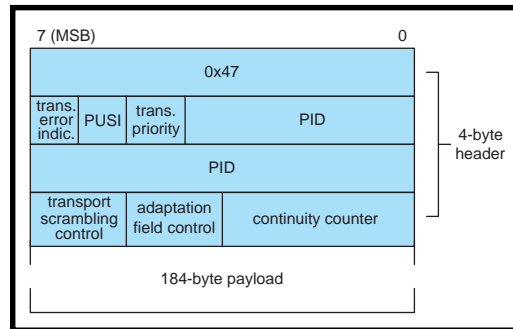 7 (MSB) 0
0x47
trans. error indic. PUSI trans. priority PID
PID
4-byte header
transport scrambling control adaptation field control continuity counter
184-byte payload